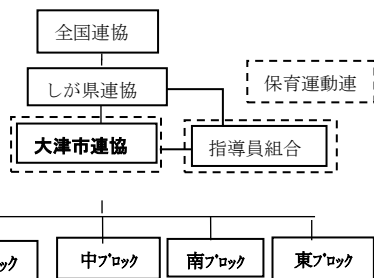 全国連協
しが県連協
保育運動連
大津市連協
指導員組合
ック
中ブロック
南ブロック
東ブロック